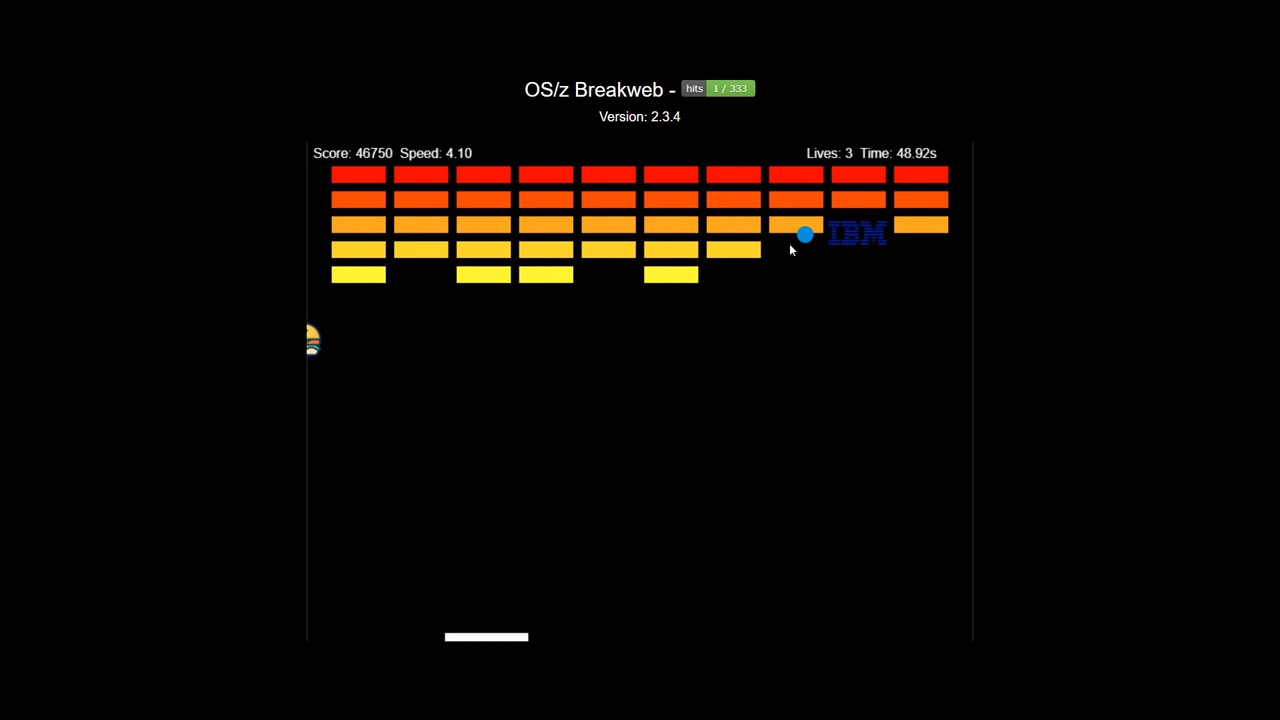 OS/z Breakweb - hits 1 / 333
Version: 2.3.4
Score: 46750 Speed: 4.10 Lives: 3 Time: 48.92s
IBM